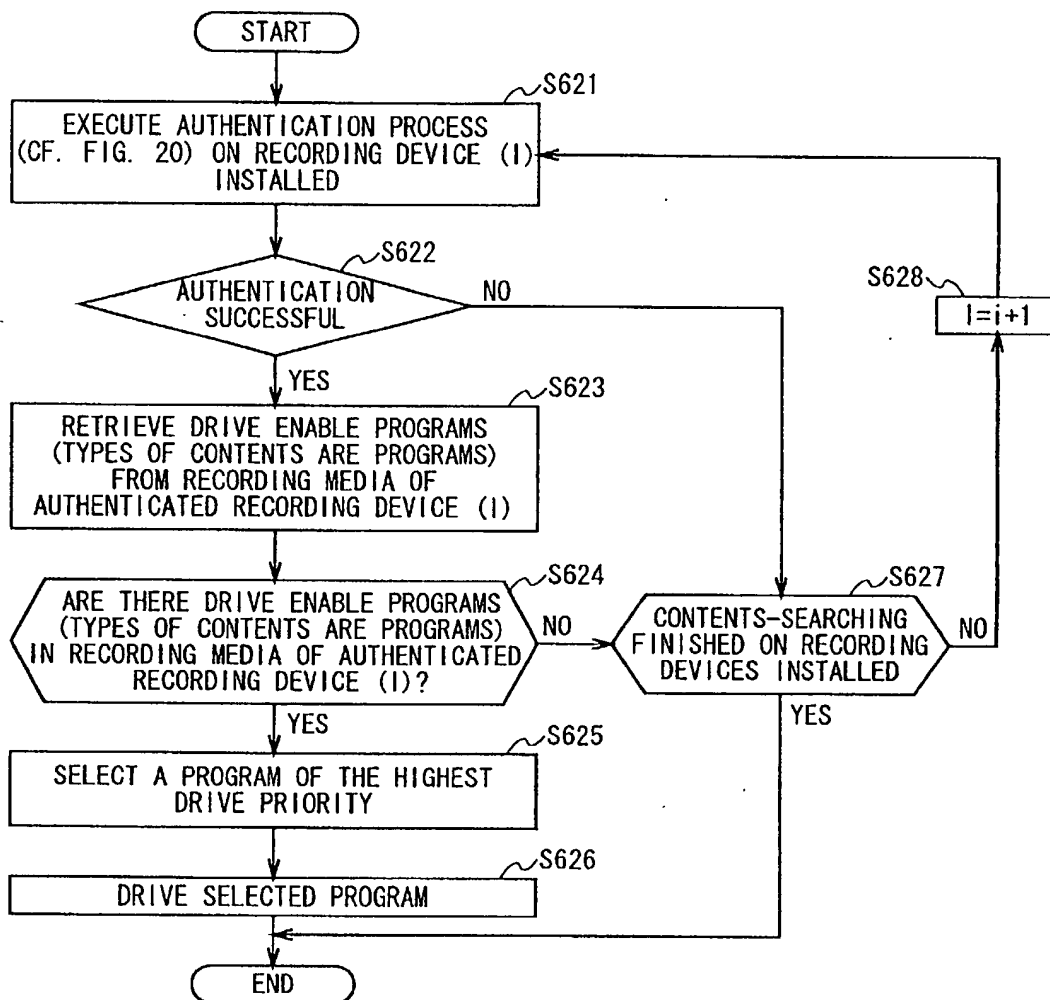 START
S621
EXECUTE AUTHENTICATION PROCESS
(CF. FIG. 20) ON RECORDING DEVICE (I)
INSTALLED
S622
AUTHENTICATION
SUCCESSFUL
NO
S628
I=i+1
YES
S623
RETRIEVE DRIVE ENABLE PROGRAMS
(TYPES OF CONTENTS ARE PROGRAMS)
FROM RECORDING MEDIA OF
AUTHENTICATED RECORDING DEVICE (I)
S624
ARE THERE DRIVE ENABLE PROGRAMS
(TYPES OF CONTENTS ARE PROGRAMS)
IN RECORDING MEDIA OF AUTHENTICATED
RECORDING DEVICE (I)?
NO
S627
CONTENTS-SEARCHING
FINISHED ON RECORDING
DEVICES INSTALLED
NO
YES
YES
S625
SELECT A PROGRAM OF THE HIGHEST
DRIVE PRIORITY
S626
DRIVE SELECTED PROGRAM
END